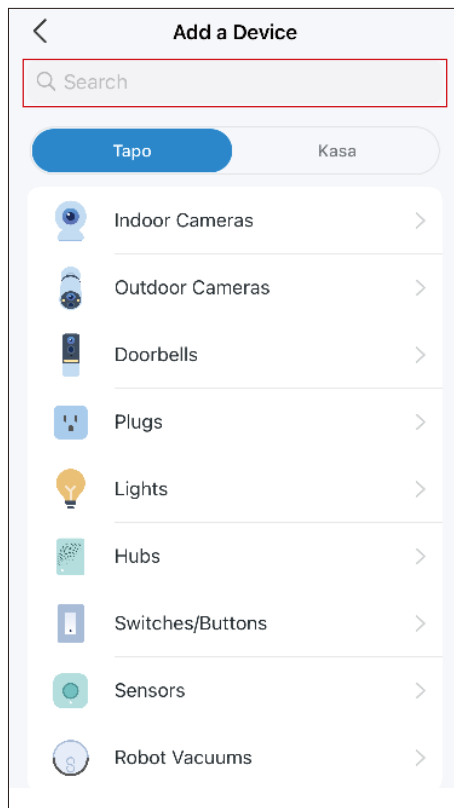 Add a Device
Search
Tapo Kasa
Indoor Cameras
Outdoor Cameras
Doorbells
Plugs
Lights
Hubs
Switches/Buttons
Sensors
Robot Vacuums